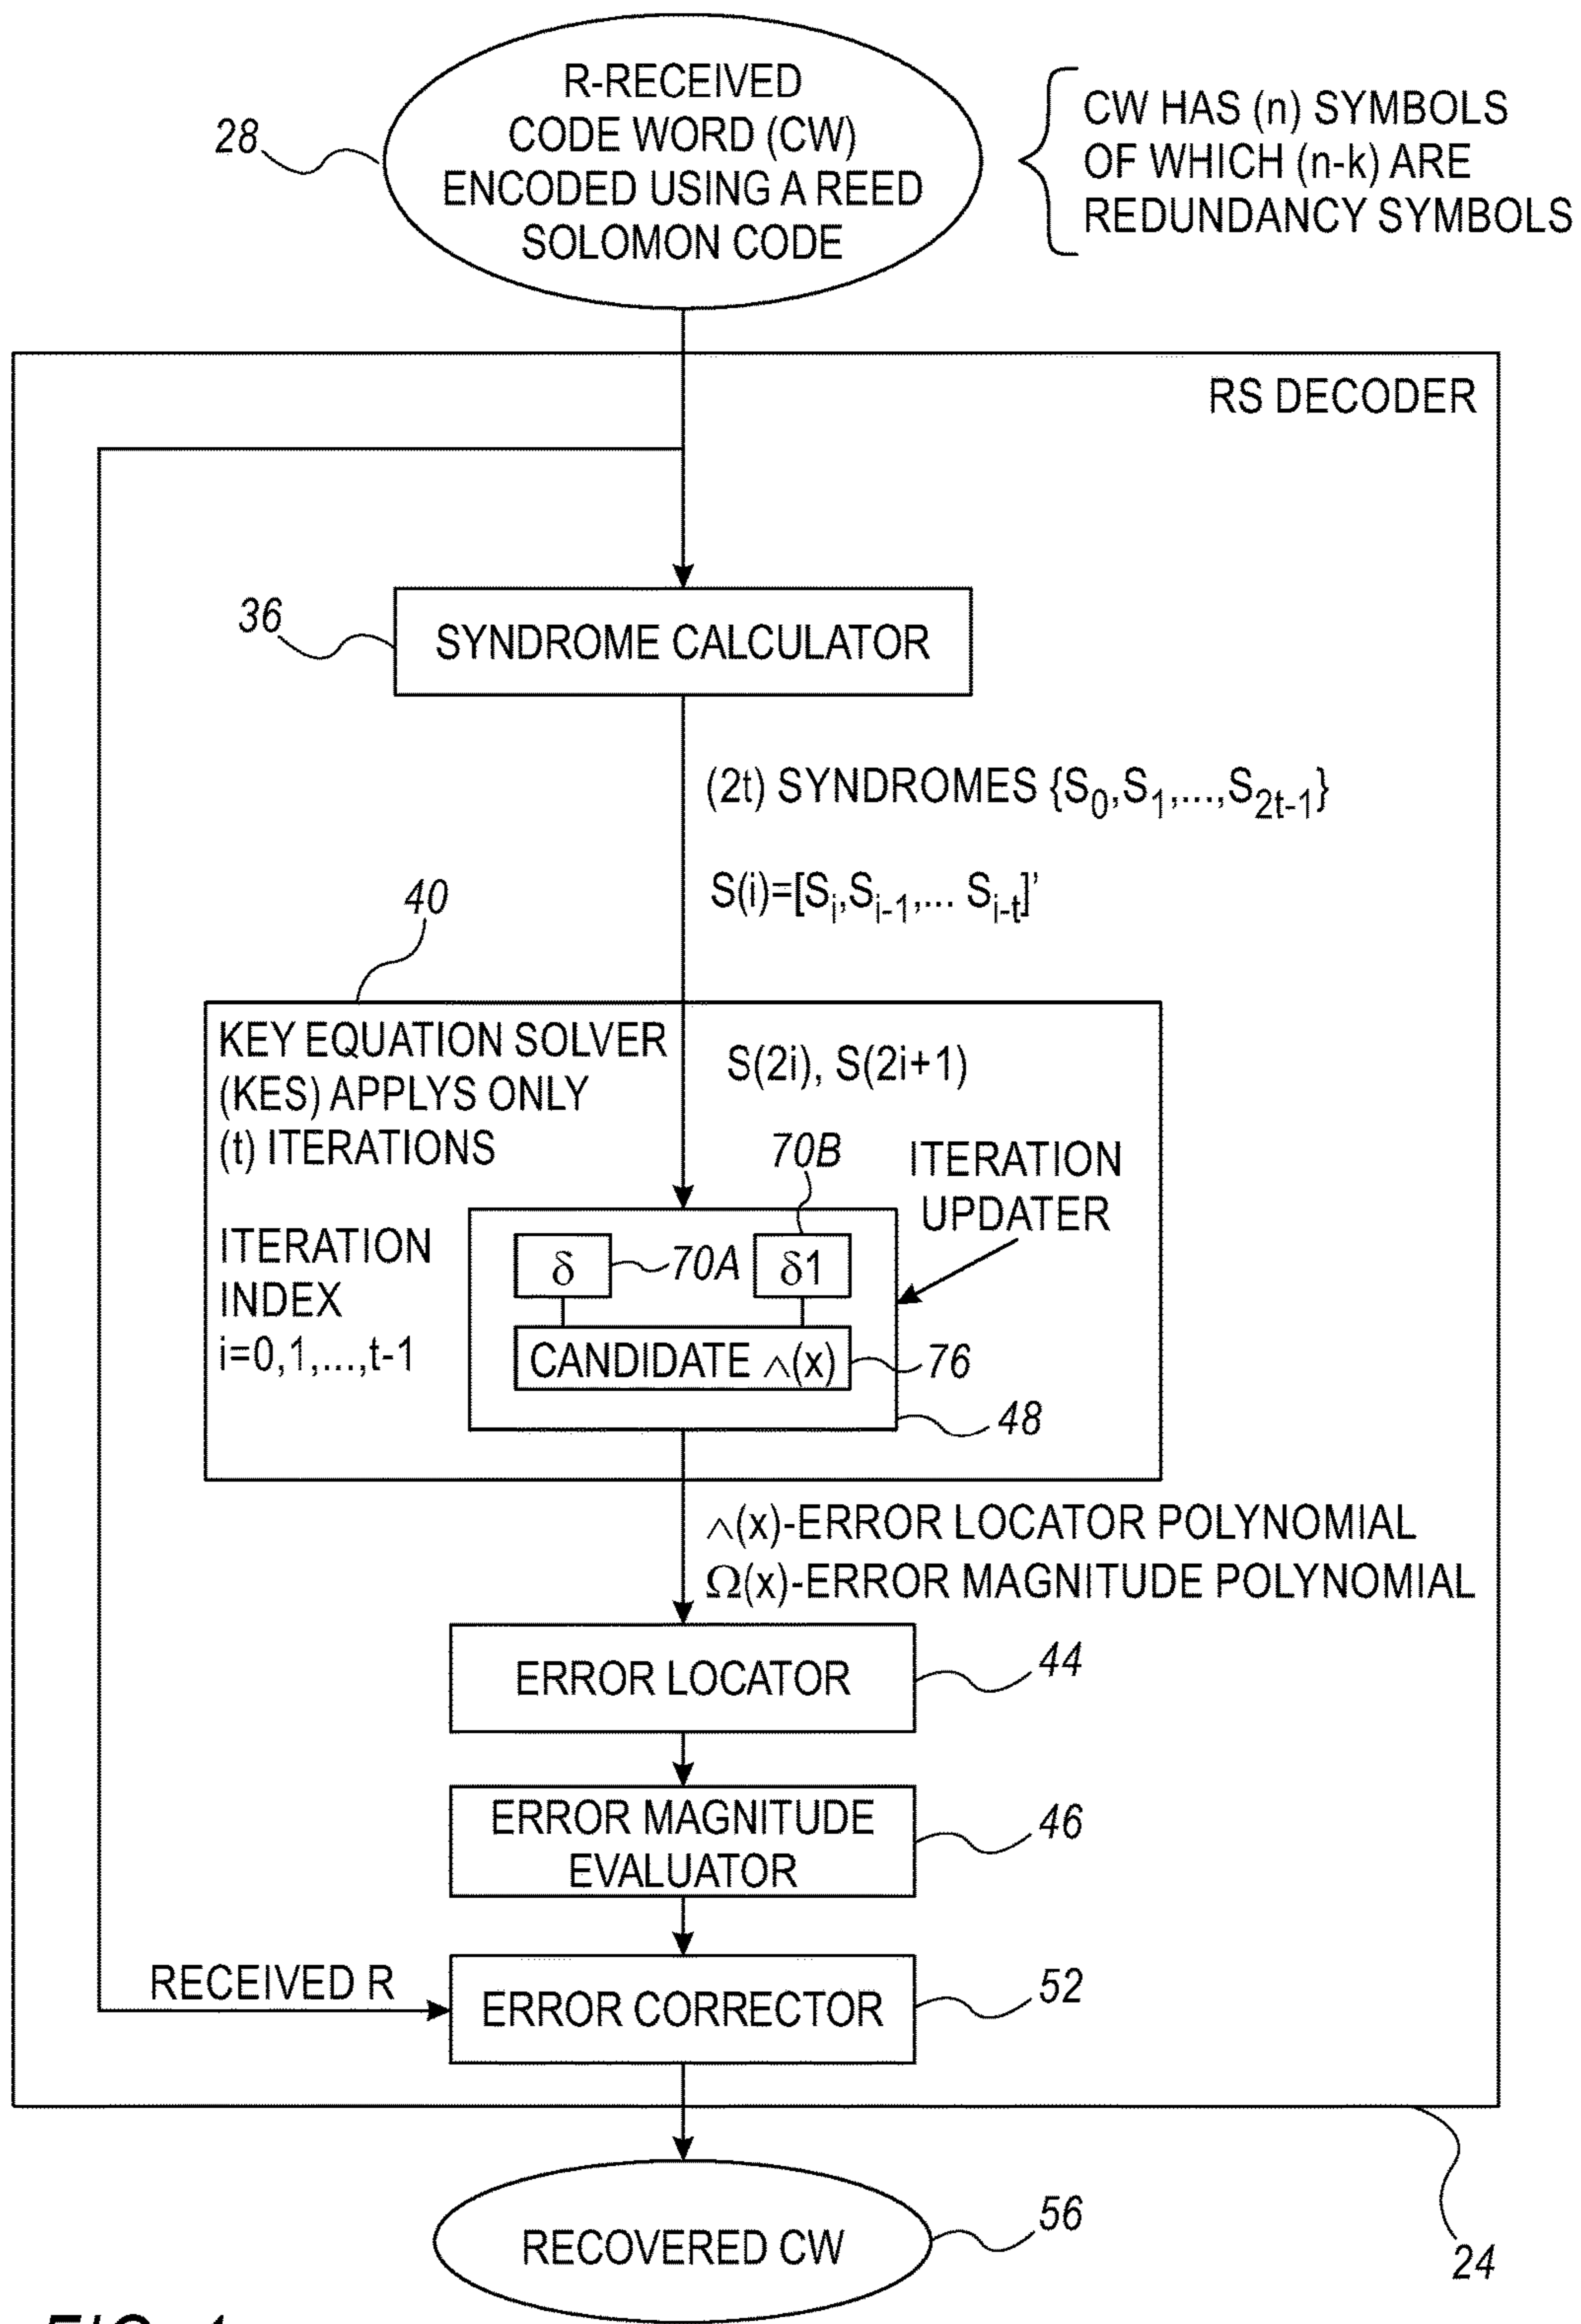 R-RECEIVED
CODE WORD (CW)
ENCODED USING A REED
SOLOMON CODE
28
CW HAS (n) SYMBOLS
OF WHICH (n-k) ARE
REDUNDANCY SYMBOLS
RS DECODER
36
SYNDROME CALCULATOR
(2t) SYNDROMES {S0,S1,...,S2t-1}
S(i)=[Si,Si-1,... Si-t]'
40
KEY EQUATION SOLVER
(KES) APPLYS ONLY
(t) ITERATIONS
S(2i), S(2i+1)
70B
ITERATION
UPDATER
ITERATION
INDEX
i=0,1,...,t-1
δ
70A
δ1
CANDIDATE ∧(x)
76
48
∧(x)-ERROR LOCATOR POLYNOMIAL
Ω(x)-ERROR MAGNITUDE POLYNOMIAL
ERROR LOCATOR
44
ERROR MAGNITUDE
EVALUATOR
46
RECEIVED R
ERROR CORRECTOR
52
RECOVERED CW
56
24